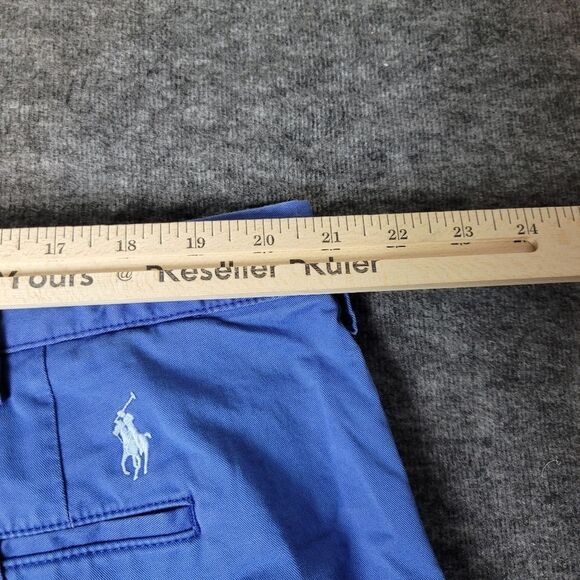 17 18 19 20 21 22 23 24
Yours @ Reseller Ruler